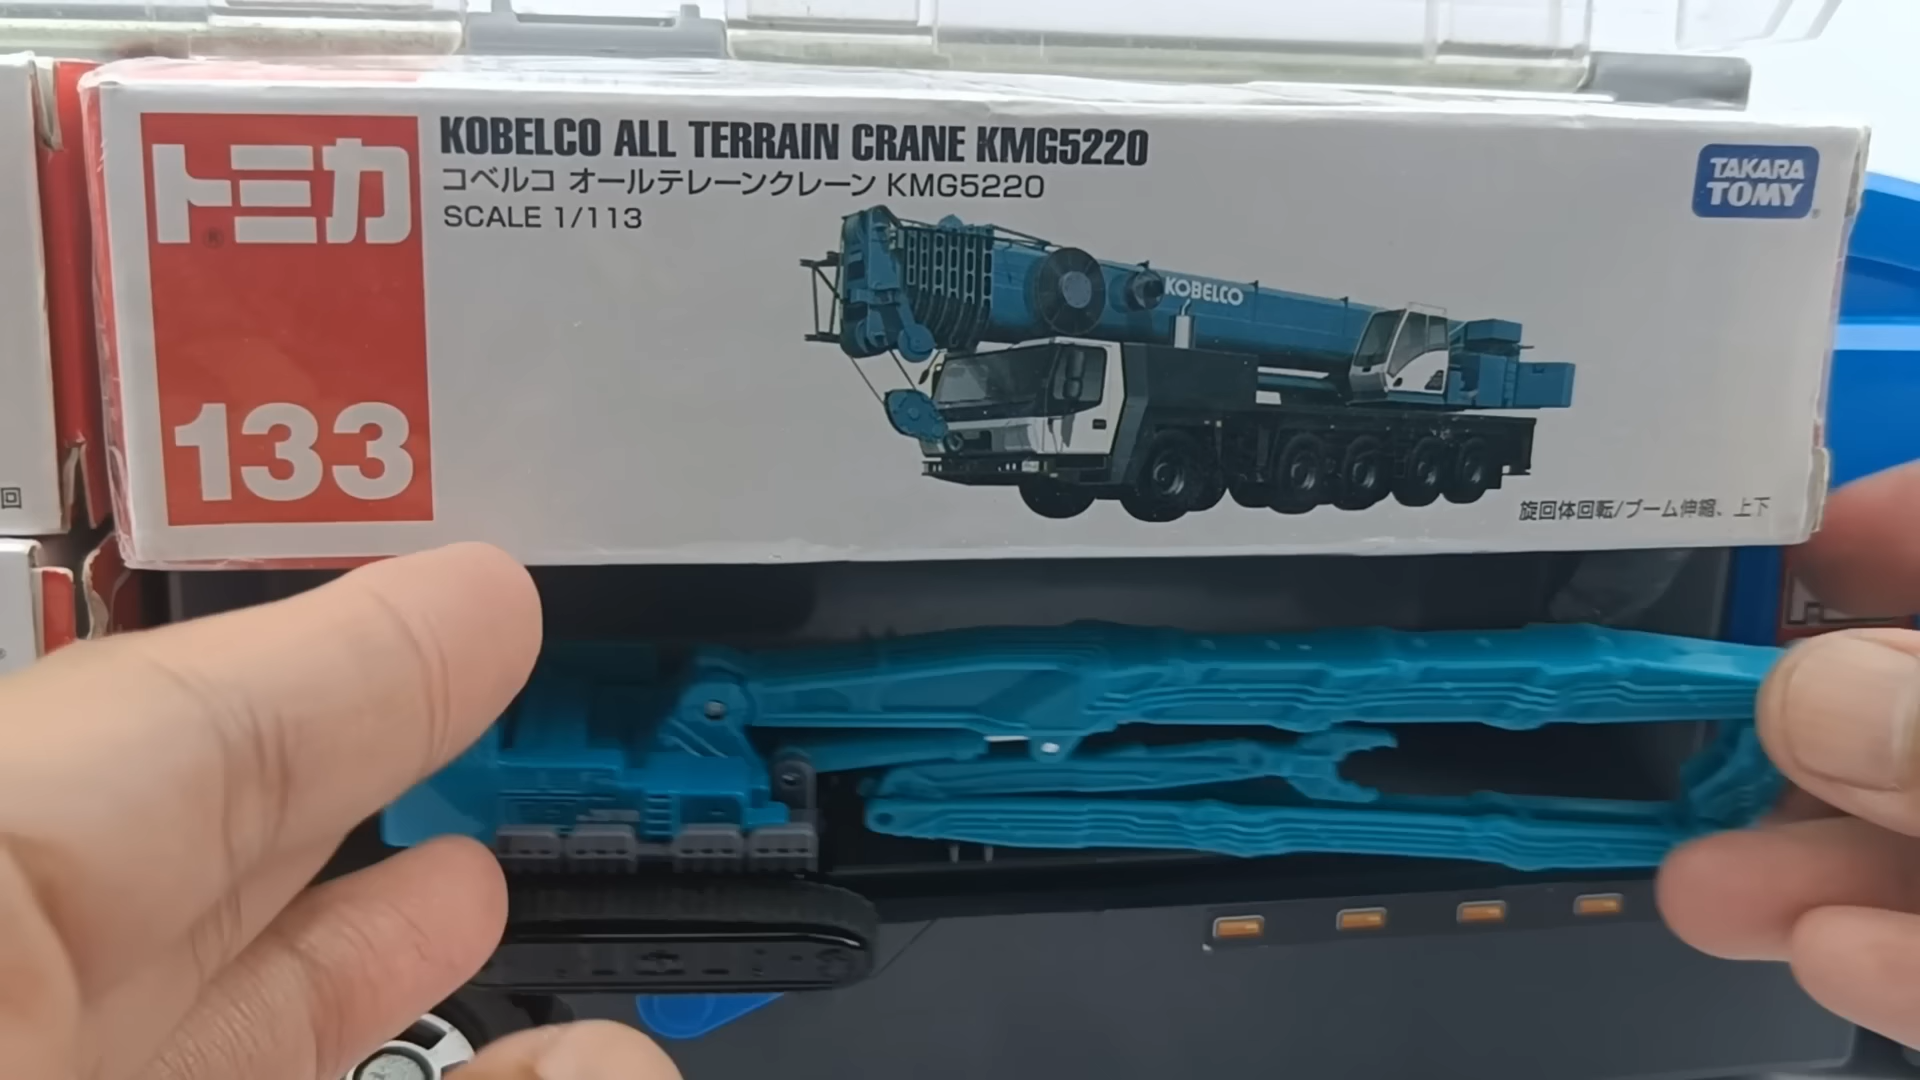 トミカ
®
133
KOBELCO ALL TERRAIN CRANE KMG5220
コベルコ オールテレーンクレーン KMG5220
SCALE 1/113
KOBELCO
TAKARA
TOMY
旋回体回転/ブーム伸縮、上下
回